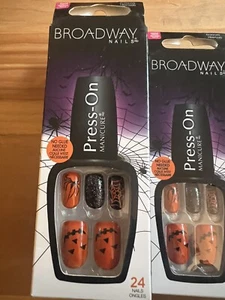 BROADWAY
NAILS
Press-On
MANICURE
NO GLUE
NEEDED
24
NAILS
ONGLES
BROADWAY
NAILS
Press-On
MANICURE